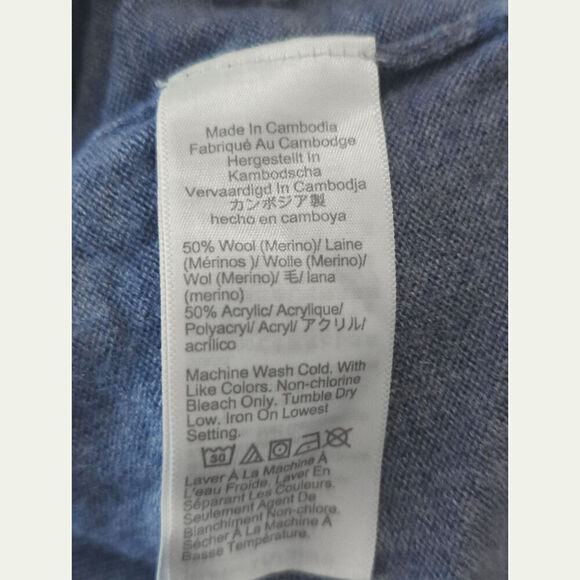 Made In Cambodia
Fabriqué Au Cambodge
Hergestellt In
Kambodscha
Vervaardigd In Cambodja
カンボジア製
hecho en camboya
50% Wool (Merino)/ Laine
(Mérinos )/ Wolle (Merino)/
Wol (Merino)/ 毛/ lana
(merino)
50% Acrylic/ Acrylique/
Polyacryl/ Acryl/ アクリル/
acrílico
Machine Wash Cold. With
Like Colors. Non-chlorine
Bleach Only. Tumble Dry
Low. Iron On Lowest
Setting.
30
Laver À La Machine À
L'eau Froide. Laver En
Séparant Les Couleurs.
Seulement Agent De
Blanchiment Non-chlore.
Sécher À La Machine À
Basse Température.